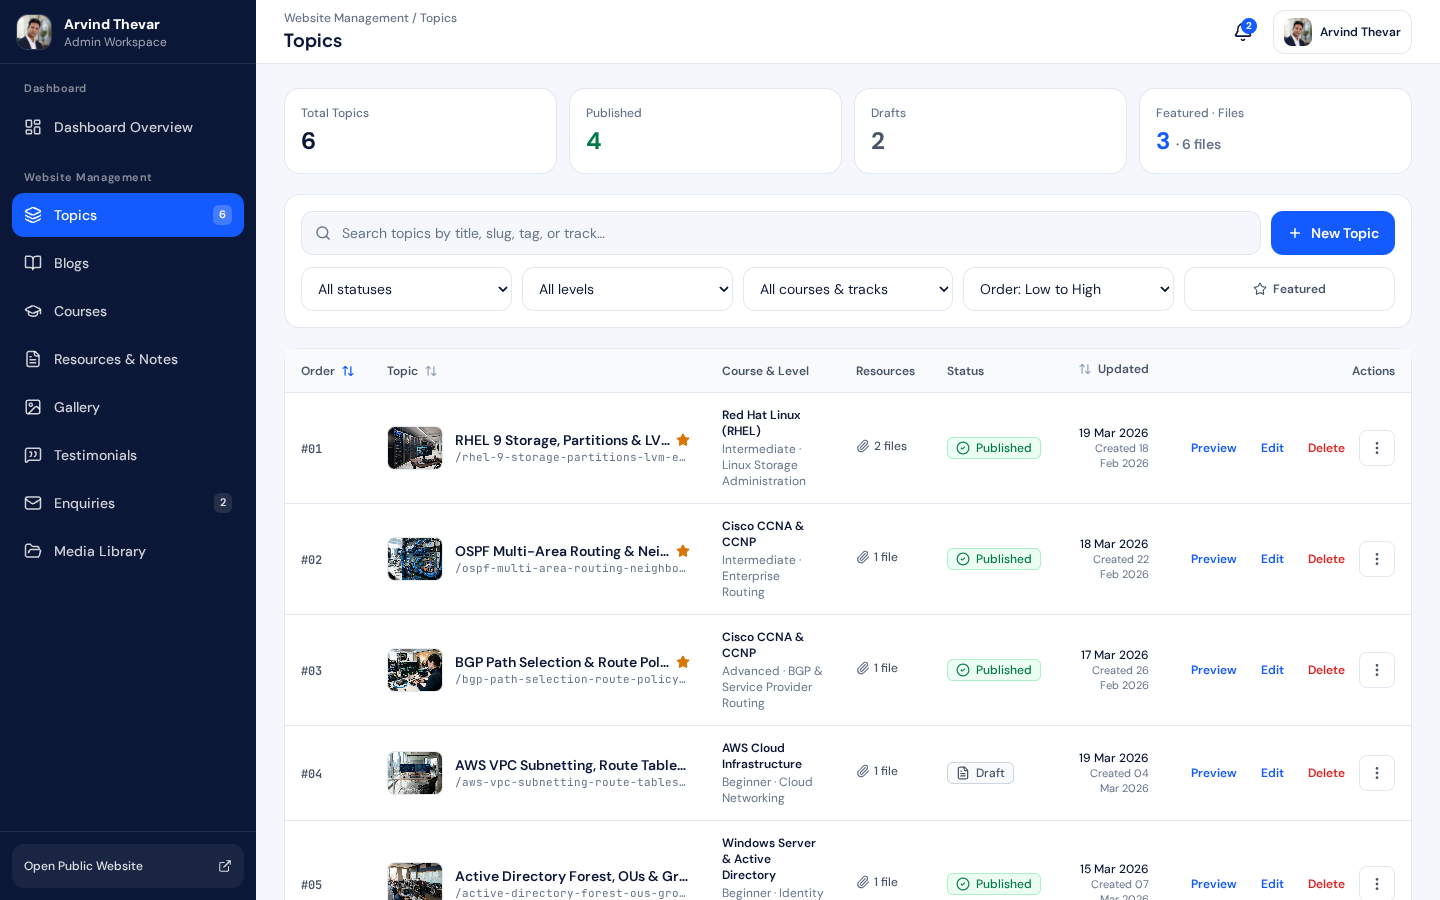 Arvind Thevar
Admin Workspace
Dashboard
Dashboard Overview
Website Management
Topics 6
Blogs
Courses
Resources & Notes
Gallery
Testimonials
Enquiries 2
Media Library
Open Public Website
Website Management / Topics
Topics
2
Arvind Thevar
Total Topics
6
Published
4
Drafts
2
Featured · Files
3 · 6 files
Search topics by title, slug, tag, or track...
New Topic
All statuses
All levels
All courses & tracks
Order: Low to High
Featured
Order Topic Course & Level Resources Status Updated Actions
#01
RHEL 9 Storage, Partitions & LV...
/rhel-9-storage-partitions-lvm-e...
Red Hat Linux
(RHEL)
Intermediate ·
Linux Storage
Administration
2 files
Published
19 Mar 2026
Created 18
Feb 2026
Preview Edit Delete
#02
OSPF Multi-Area Routing & Nei...
/ospf-multi-area-routing-neighbo...
Cisco CCNA &
CCNP
Intermediate ·
Enterprise
Routing
1 file
Published
18 Mar 2026
Created 22
Feb 2026
Preview Edit Delete
#03
BGP Path Selection & Route Pol...
/bgp-path-selection-route-policy...
Cisco CCNA &
CCNP
Advanced · BGP &
Service Provider
Routing
1 file
Published
17 Mar 2026
Created 26
Feb 2026
Preview Edit Delete
#04
AWS VPC Subnetting, Route Table...
/aws-vpc-subnetting-route-tables...
AWS Cloud
Infrastructure
Beginner · Cloud
Networking
1 file
Draft
19 Mar 2026
Created 04
Mar 2026
Preview Edit Delete
#05
Active Directory Forest, OUs & Gr...
/active-directory-forest-ous-gro...
Windows Server
& Active
Directory
Beginner · Identity
1 file
Published
15 Mar 2026
Created 07
Mar 2026
Preview Edit Delete